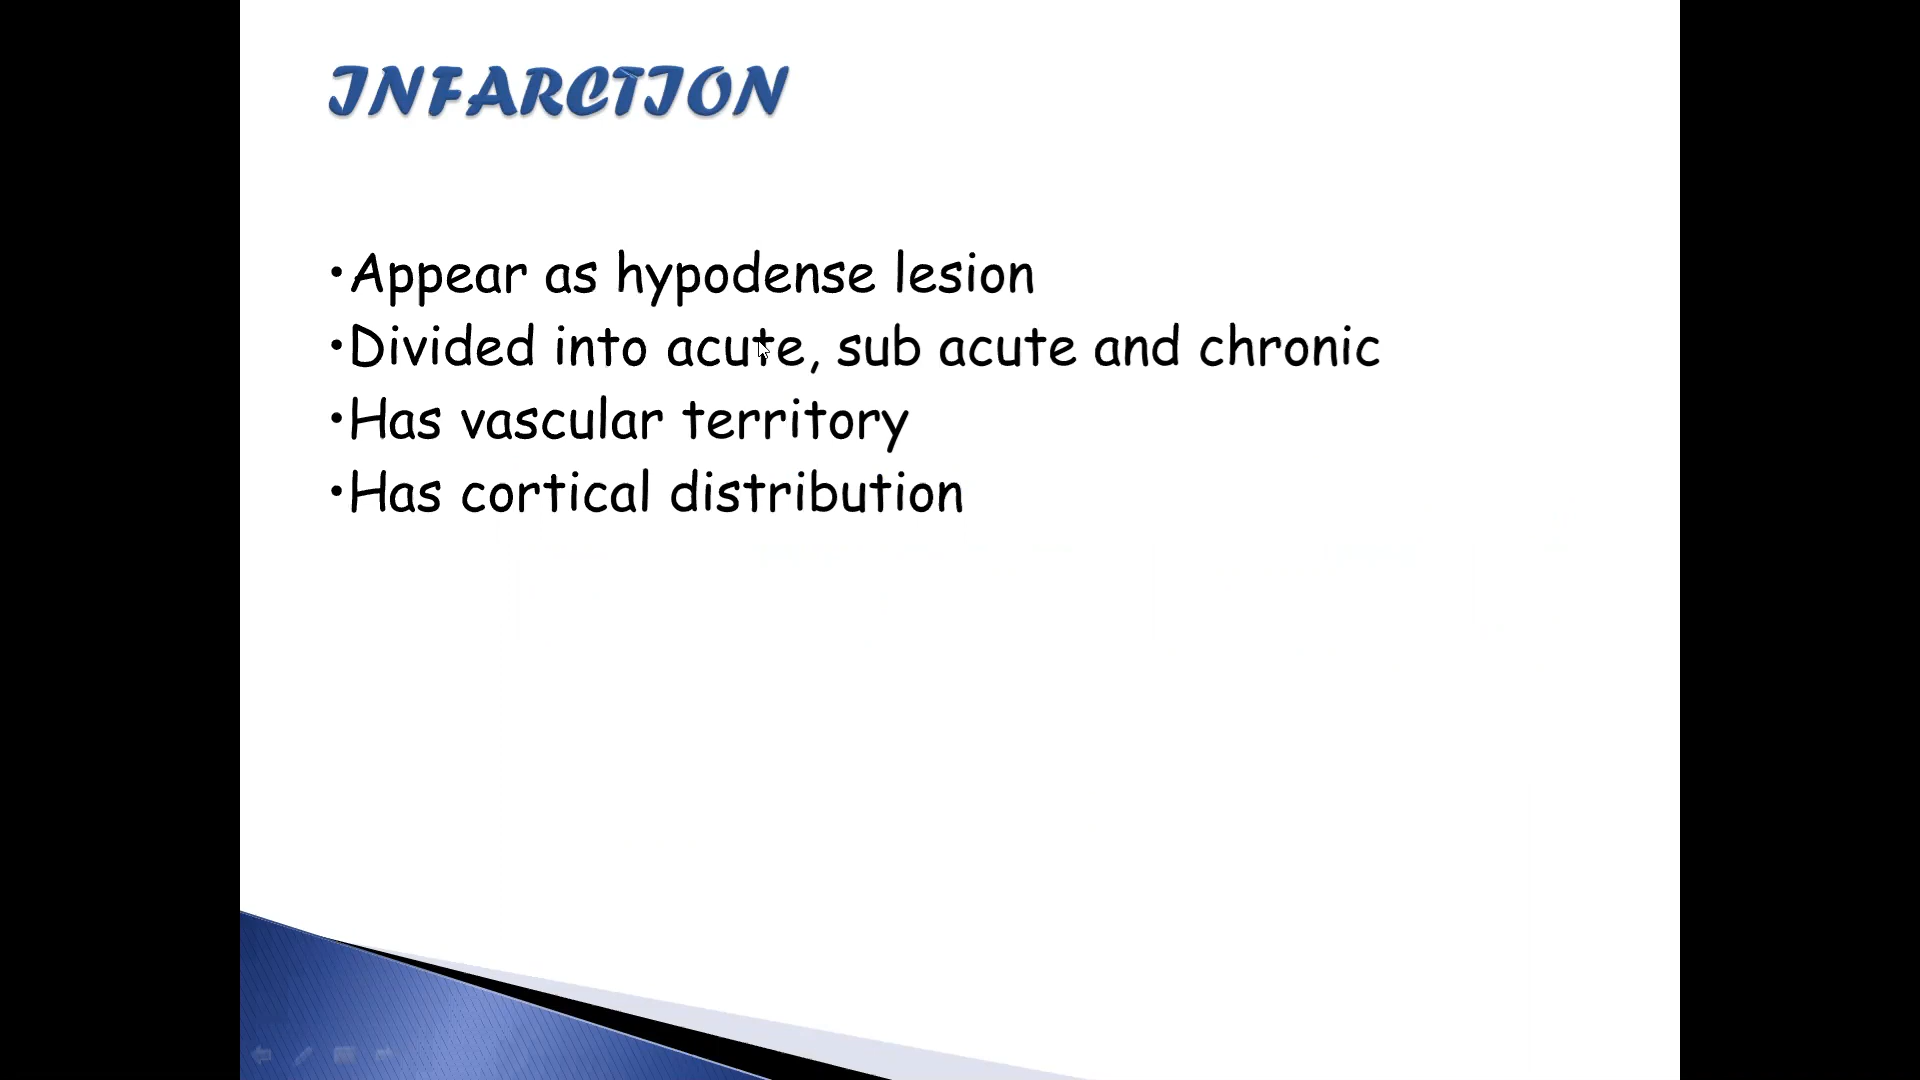 INFARCTION
•Appear as hypodense lesion
•Divided into acute, sub acute and chronic
•Has vascular territory
•Has cortical distribution